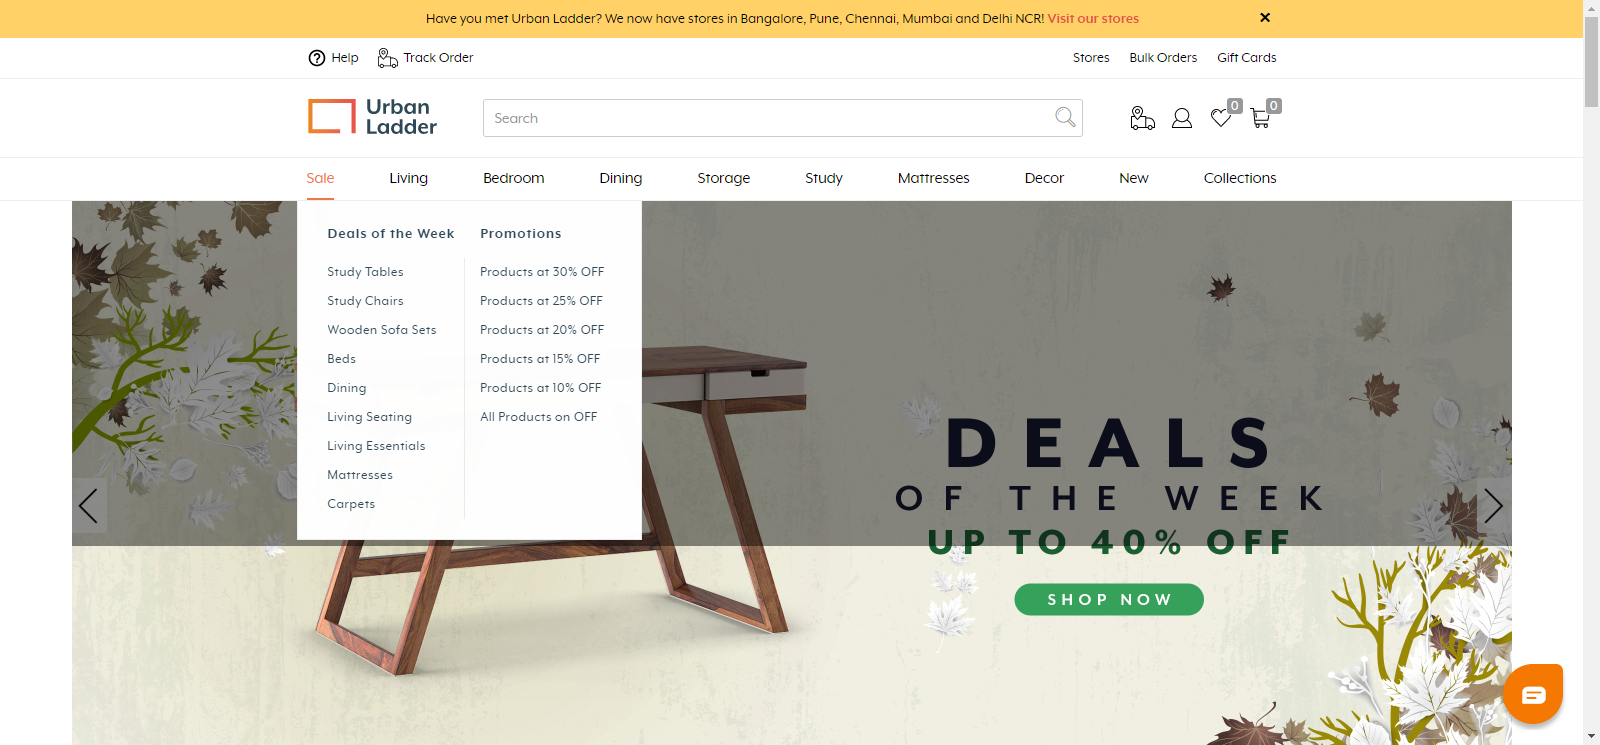 Have you met Urban Ladder? We now have stores in Bangalore, Pune, Chennai, Mumbai and Delhi NCR! Visit our stores
Help
Track Order
Stores
Bulk Orders
Gift Cards
Urban
Ladder
Search
0
0
Sale
Living
Bedroom
Dining
Storage
Study
Mattresses
Decor
New
Collections
Deals of the Week
Study Tables
Study Chairs
Wooden Sofa Sets
Beds
Dining
Living Seating
Living Essentials
Mattresses
Carpets
Promotions
Products at 30% OFF
Products at 25% OFF
Products at 20% OFF
Products at 15% OFF
Products at 10% OFF
All Products on OFF
DEALS
OF THE WEEK
UP TO 40% OFF
SHOP NOW